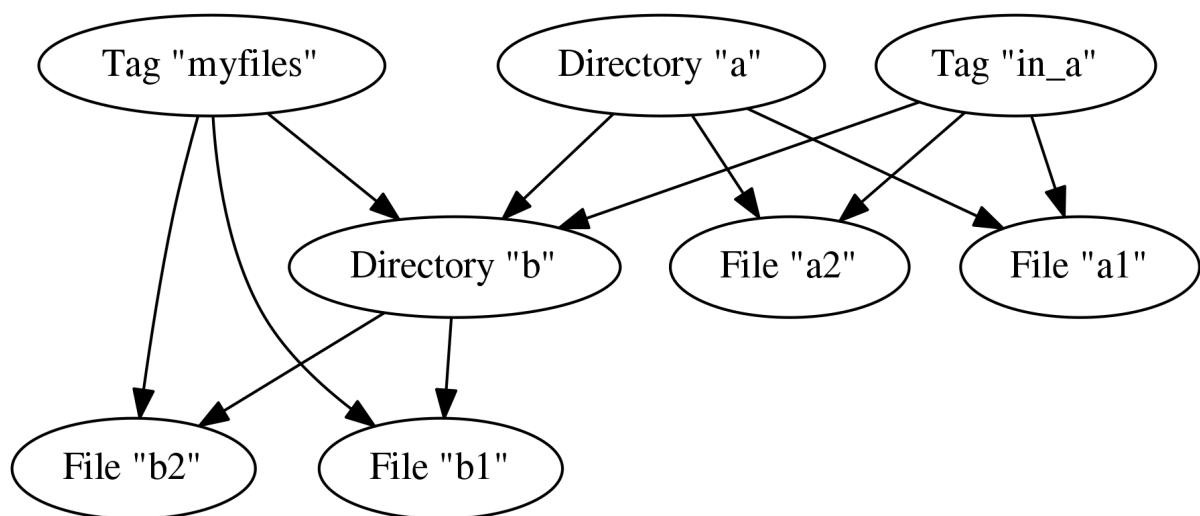 Tag "myfiles"
Directory "a"
Tag "in_a"
Directory "b"
File "a2"
File "a1"
File "b2"
File "b1"